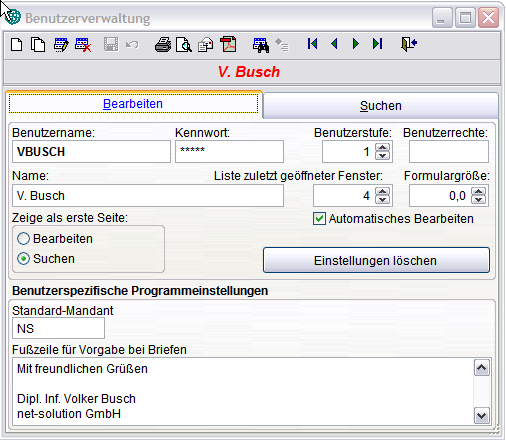 Benutzerverwaltung
V. Busch
Bearbeiten Suchen
Benutzername: Kennwort: Benutzerstufe: Benutzerrechte:
VBUSCH ***** 1
Name: Liste zuletzt geöffneter Fenster: Formulargröße:
V. Busch 4 0,0
Zeige als erste Seite: Automatisches Bearbeiten
Bearbeiten
Suchen Einstellungen löschen
Benutzerspezifische Programmeinstellungen
Standard-Mandant
NS
Fußzeile für Vorgabe bei Briefen
Mit freundlichen Grüßen
Dipl. Inf. Volker Busch
net-solution GmbH